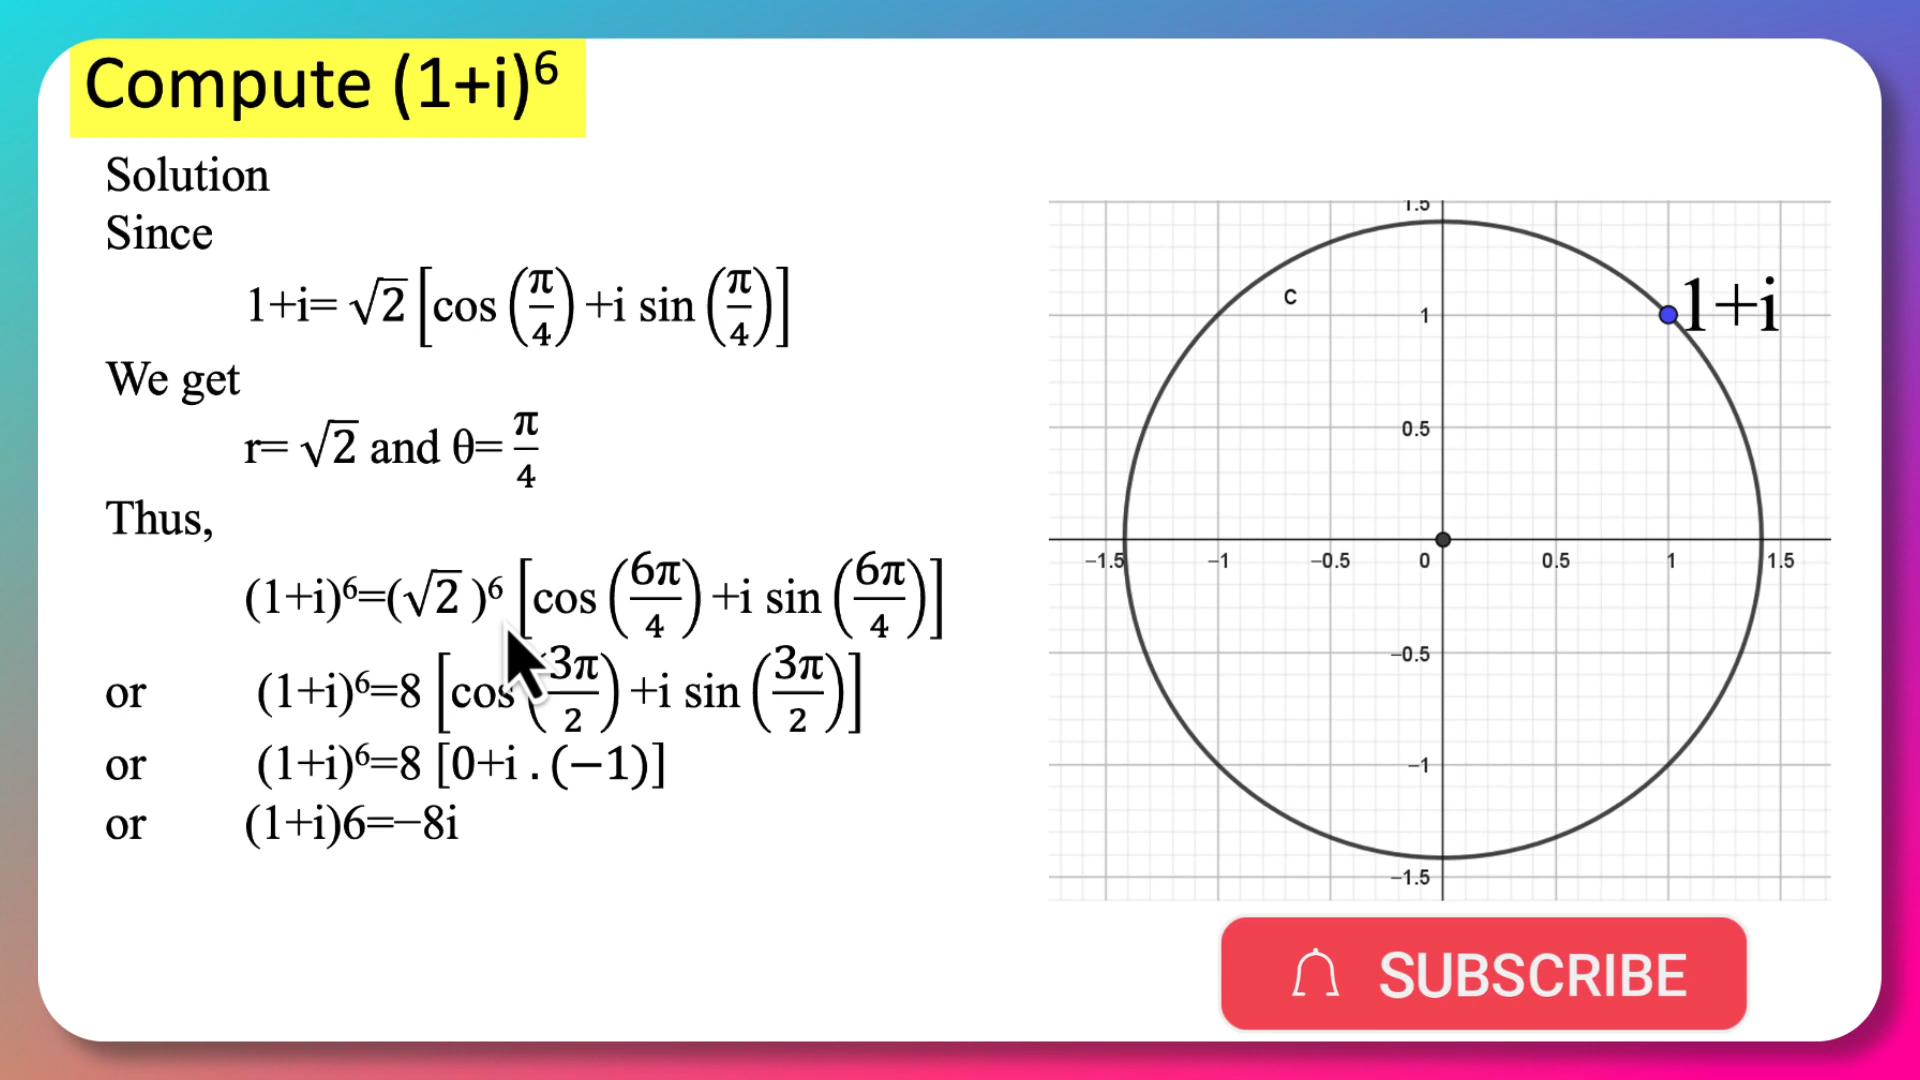 Compute (1+i)⁶
Solution
Since
1+i= √2 [cos (π/4) +i sin (π/4)]
We get
r= √2 and θ= π/4
Thus,
(1+i)⁶=(√2 )⁶ [cos (6π/4) +i sin (6π/4)]
or (1+i)⁶=8 [cos (3π/2) +i sin (3π/2)]
or (1+i)⁶=8 [0+i . (−1)]
or (1+i)6=−8i
1.5
c
1+i
1
0.5
−1.5 −1 −0.5 0 0.5 1 1.5
−0.5
−1
−1.5
SUBSCRIBE